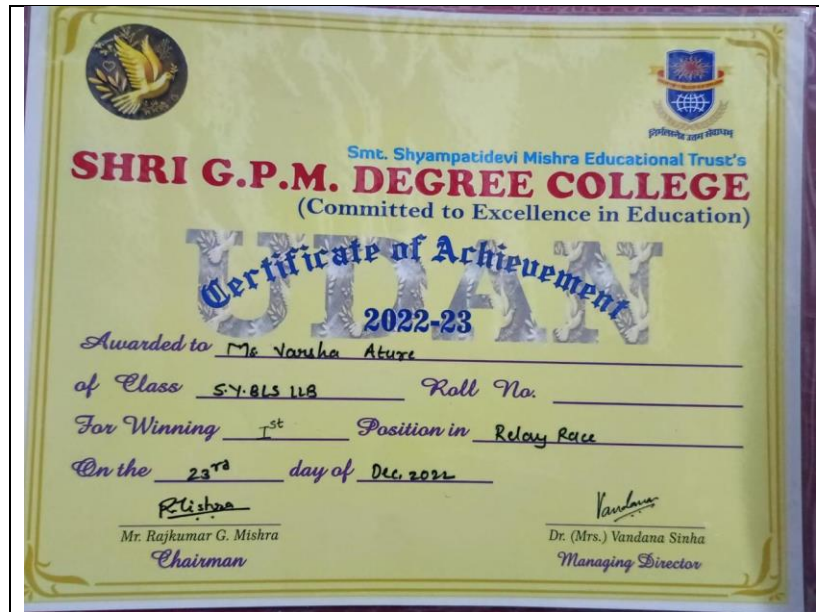 Smt. Shyampatidevi Mishra Educational Trust's
SHRI G.P.M. DEGREE COLLEGE
(Committed to Excellence in Education)
UDAN
Certificate of Achievement
2022-23
Awarded to Ms Varsha Ature
of Class S.Y.BLS LLB Roll No.
For Winning Ist Position in Relay Race
On the 23rd day of Dec, 2022
RMishra Vandana
Mr. Rajkumar G. Mishra Dr. (Mrs.) Vandana Sinha
Chairman Managing Director